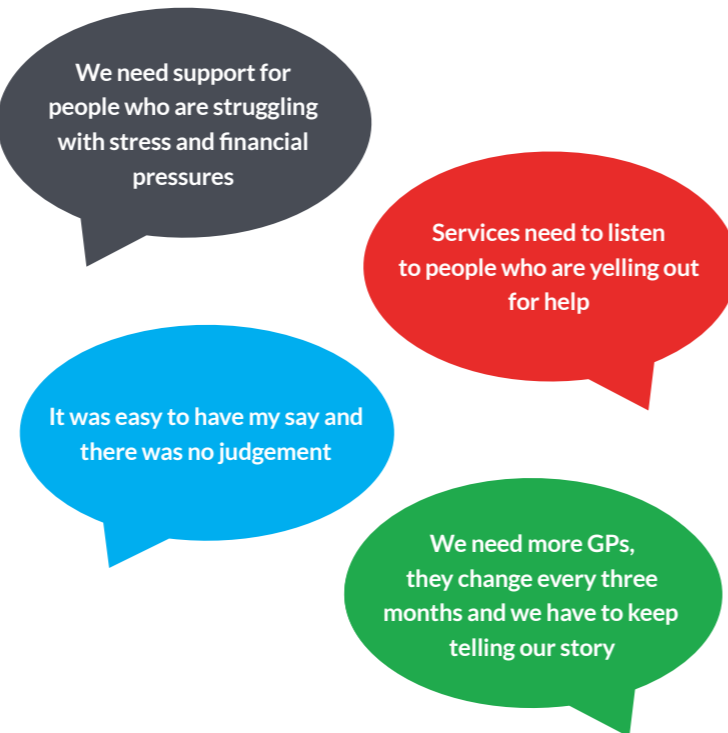 We need support for
people who are struggling
with stress and financial
pressures
Services need to listen
to people who are yelling out
for help
It was easy to have my say and
there was no judgement
We need more GPs,
they change every three
months and we have to keep
telling our story